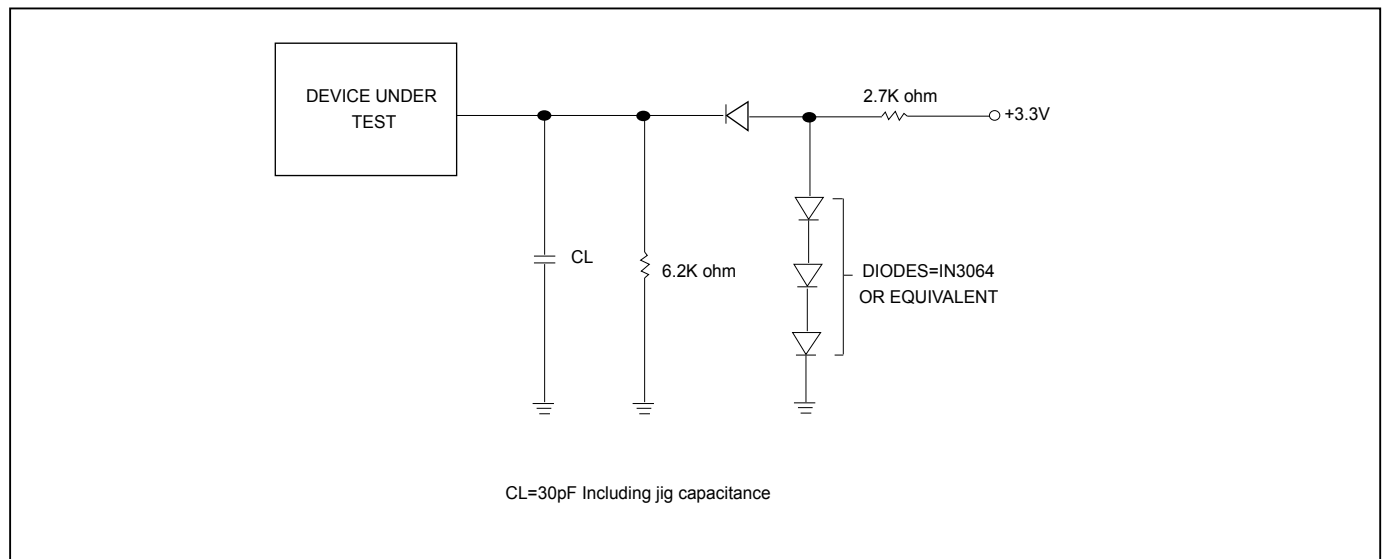 DEVICE UNDER
TEST
2.7K ohm
+3.3V
CL
6.2K ohm
DIODES=IN3064
OR EQUIVALENT
CL=30pF Including jig capacitance